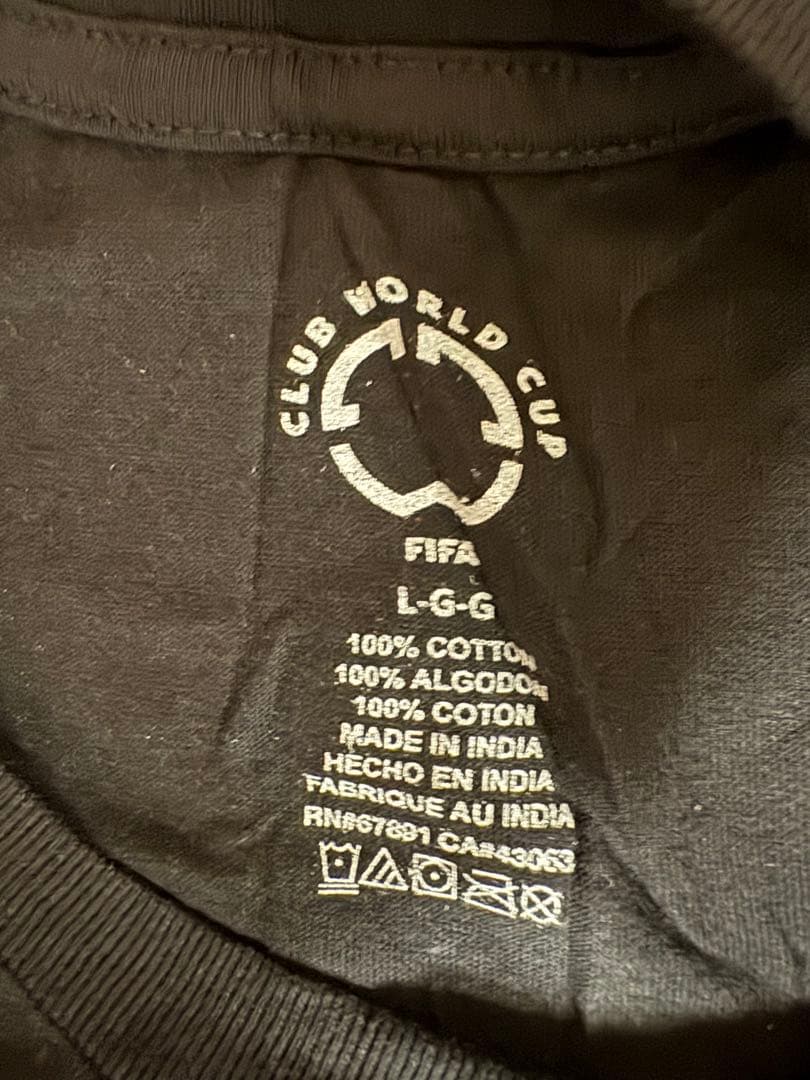 CLUB WORLD CUP
FIFA
L-G-G
100% COTTON
100% ALGODON
100% COTON
MADE IN INDIA
HECHO EN INDIA
FABRIQUE AU INDIA
RN#67891 CA#43063